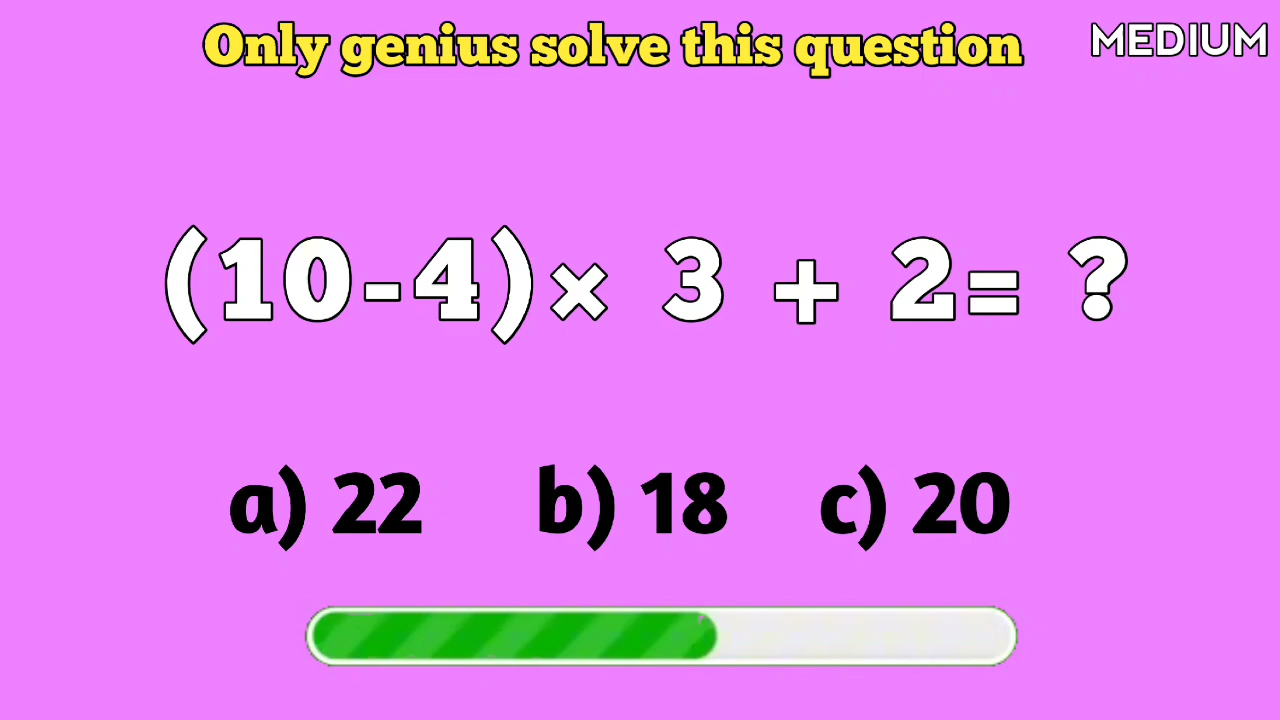 Only genius solve this question
MEDIUM
(10-4)× 3 + 2= ?
a) 22 b) 18 c) 20